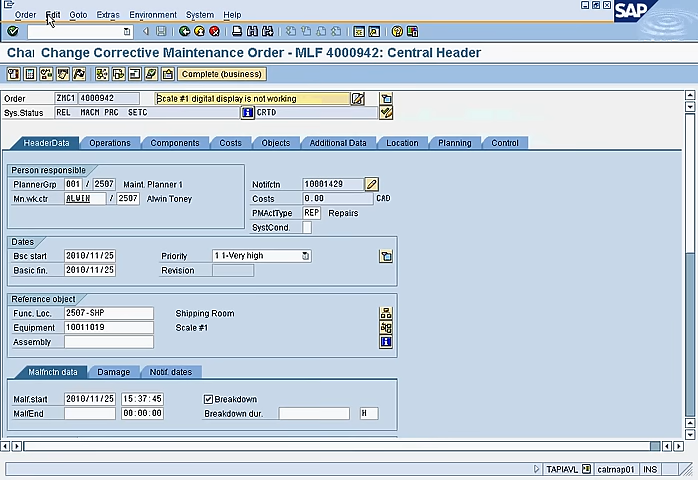 Order Edit Goto Extras Environment System Help
SAP
Chai Change Corrective Maintenance Order - MLF 4000942: Central Header
Complete (business)
Order ZMC1 4000942 Scale #1 digital display is not working
Sys.Status REL MACM PRC SETC CRTD
HeaderData Operations Components Costs Objects Additional Data Location Planning Control
Person responsible
PlannerGrp 001 / 2507 Maint. Planner 1 Notifctn 10001429
Mn.wk.ctr ALWIN / 2507 Alwin Toney Costs 0.00 CAD
PMActType REP Repairs
SystCond.
Dates
Bsc start 2010/11/25 Priority 1 1-Very high
Basic fin. 2010/11/25 Revision
Reference object
Func. Loc. 2507-SHP Shipping Room
Equipment 10011019 Scale #1
Assembly
Malfnctn data Damage Notif. dates
Malf.start 2010/11/25 15:37:45 Breakdown
MalfEnd 00:00:00 Breakdown dur. H
TAPIAVL catrnap01 INS